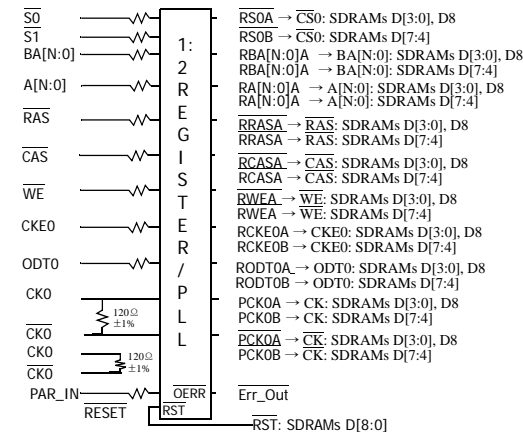 S0
S1
BA[N:0]
A[N:0]
RAS
CAS
WE
CKE0
ODT0
CK0
120Ω
±1%
CK0
CK0
120Ω
±1%
CK0
PAR_IN
RESET
1:
2
R
E
G
I
S
T
E
R
/
P
L
L
OERR
RST
RS0A → CS0: SDRAMs D[3:0], D8
RS0B → CS0: SDRAMs D[7:4]
RBA[N:0]A → BA[N:0]: SDRAMs D[3:0], D8
RBA[N:0]A → BA[N:0]: SDRAMs D[7:4]
RA[N:0]A → A[N:0]: SDRAMs D[3:0], D8
RA[N:0]A → A[N:0]: SDRAMs D[7:4]
RRASA → RAS: SDRAMs D[3:0], D8
RRASA → RAS: SDRAMs D[7:4]
RCASA → CAS: SDRAMs D[3:0], D8
RCASA → CAS: SDRAMs D[7:4]
RWEA → WE: SDRAMs D[3:0], D8
RWEA → WE: SDRAMs D[7:4]
RCKE0A → CKE0: SDRAMs D[3:0], D8
RCKE0B → CKE0: SDRAMs D[7:4]
RODT0A → ODT0: SDRAMs D[3:0], D8
RODT0B → ODT0: SDRAMs D[7:4]
PCK0A → CK: SDRAMs D[3:0], D8
PCK0B → CK: SDRAMs D[7:4]
PCK0A → CK: SDRAMs D[3:0], D8
PCK0B → CK: SDRAMs D[7:4]
Err_Out
RST: SDRAMs D[8:0]